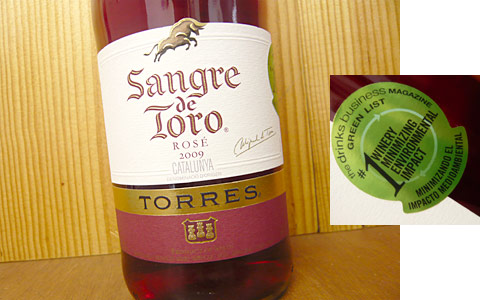 Sangre
de
Toro®
ROSÉ
2009
CATALUNYA
TORRES®
the drinks business MAGAZINE
GREEN LIST
#1 WINERY
MINIMIZING
ENVIRONMENTAL
IMPACT
MINIMIZANDO EL
IMPACTO MEDIOAMBIENTAL